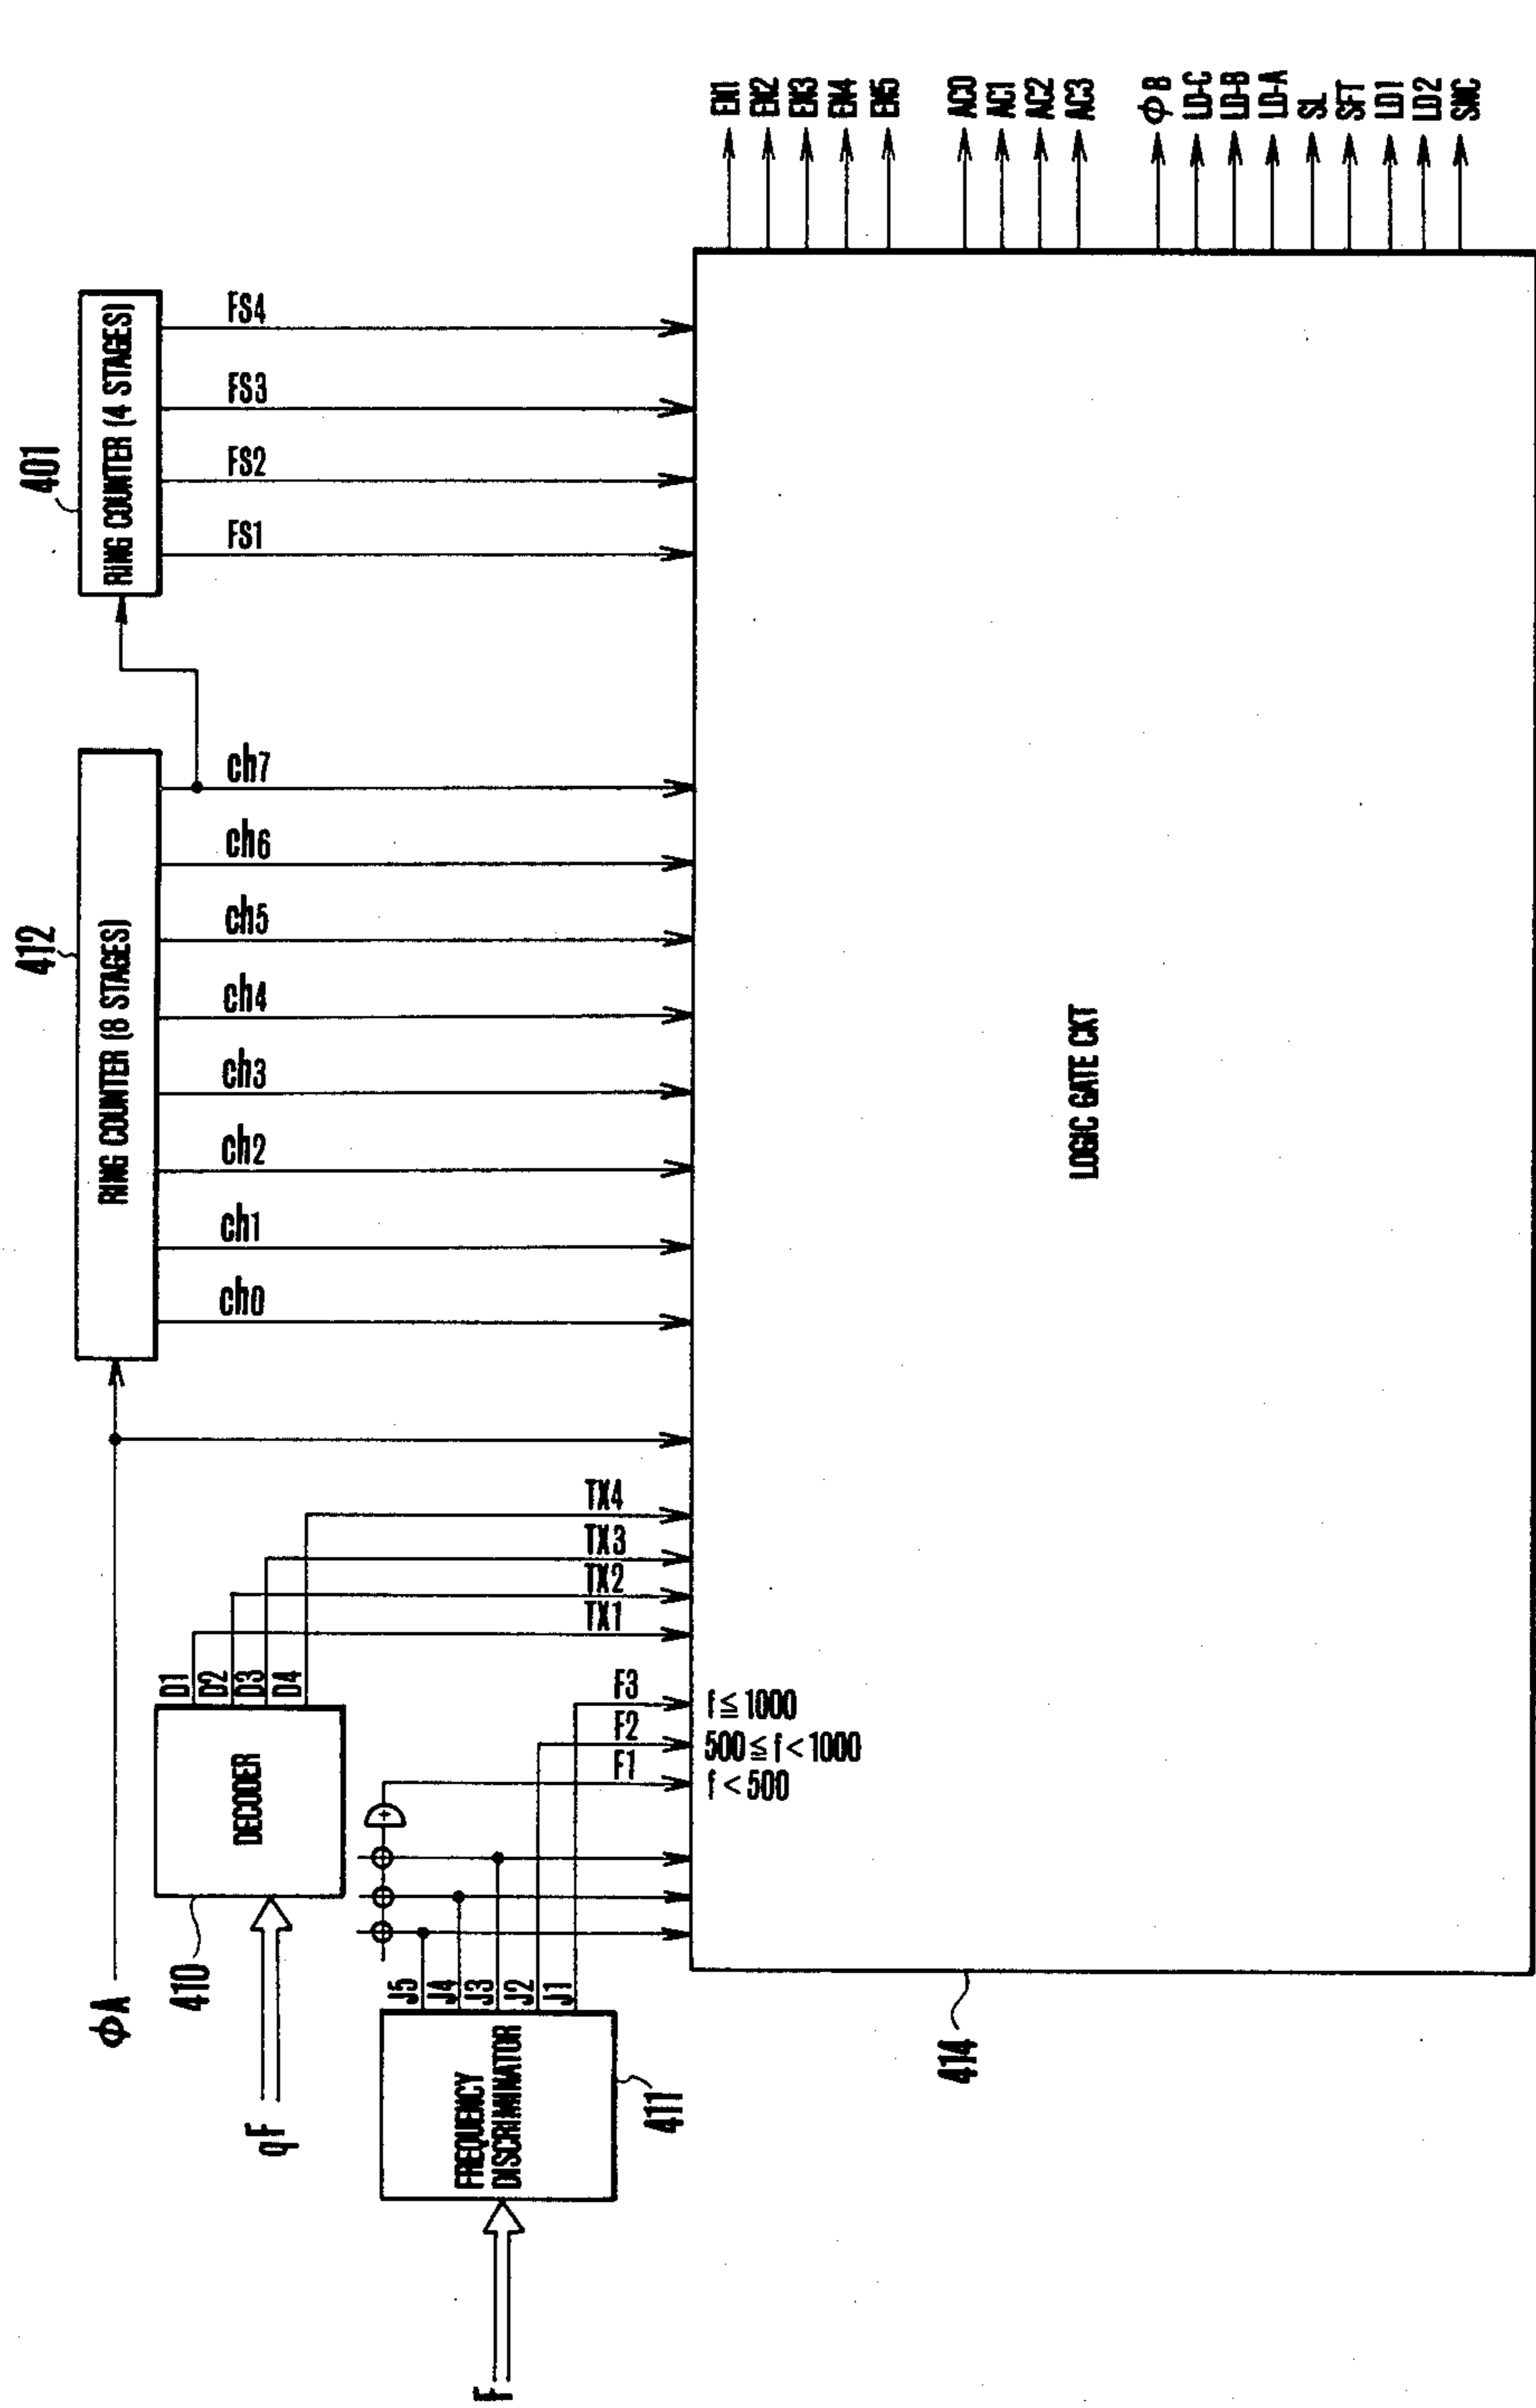 φA
412
RING COUNTER (8 STAGES)
401
RING COUNTER (4 STAGES)
qF
410
DECODER
D1
D2
D3
D4
ch0
ch1
ch2
ch3
ch4
ch5
ch6
ch7
FS1
FS2
FS3
FS4
F
FREQUENCY
DISCRIMINATOR
411
J5
J4
J3
J2
J1
F1
F2
F3
TX1
TX2
TX3
TX4
f ≦ 1000
500 ≦ f < 1000
f < 500
414
LOGIC GATE CKT
EN1
EN2
EN3
EN4
EN5
AC0
AC1
AC2
AC3
φB
LD-C
LD-B
LD-A
SL
SFT
LD1
LD2
SNC